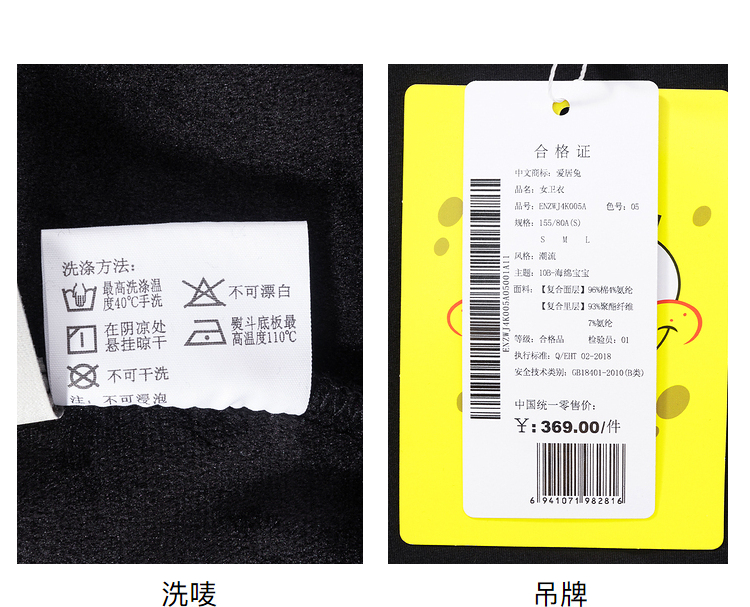 洗涤方法:
最高洗涤温
度40℃手洗
不可漂白
在阴凉处
悬挂晾干
熨斗底板最
高温度110℃
不可干洗
注: 不可浸泡
合格证
中文商标: 爱居兔
品名: 女卫衣
品号: ENZWJ4K005A 色号: 05
规格: 155/80A(S)
S M L
风格: 潮流
主题: 10B-海绵宝宝
面料: 【复合面层】96%棉4%氨纶
【复合里层】93%聚酯纤维
7%氨纶
等级: 合格品 检验员: 01
执行标准: Q/EHT 02-2018
安全技术类别: GB18401-2010(B类)
中国统一零售价:
¥: 369.00/件
6 941071 982816
ENZWJ4K005A05001A11
洗唛
吊牌